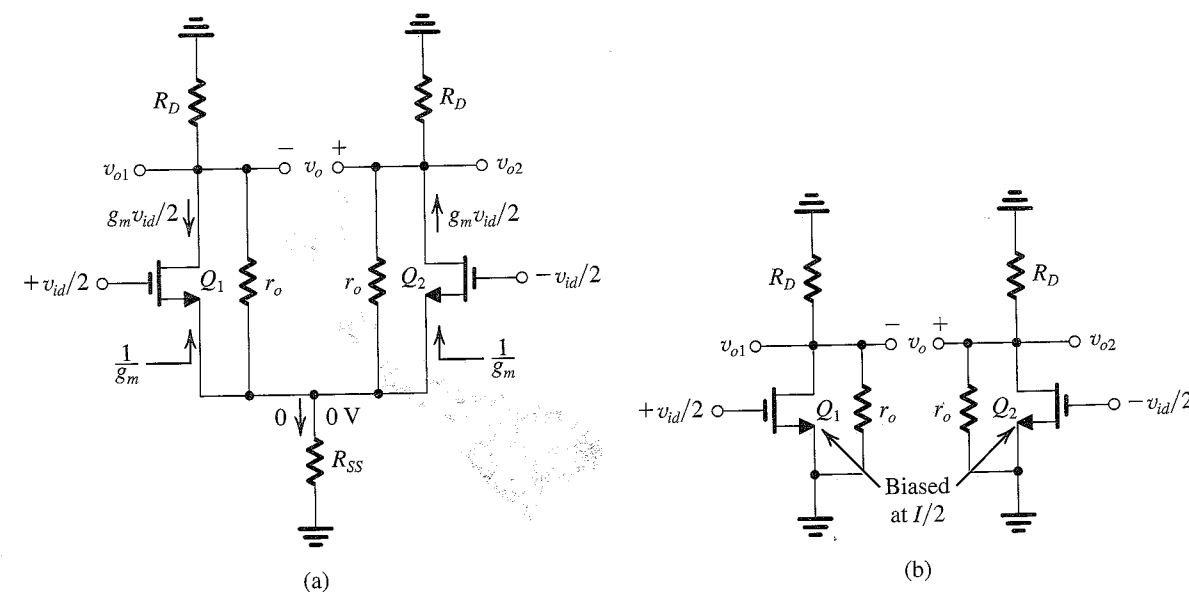 R_D
R_D
v_o1
− v_o +
v_o2
g_m v_id/2
g_m v_id/2
+v_id/2
Q_1
r_o
r_o
Q_2
−v_id/2
1/g_m
1/g_m
0
0 V
R_SS
(a)
R_D
R_D
v_o1
− v_o +
v_o2
+v_id/2
Q_1
r_o
r_o
Q_2
−v_id/2
Biased
at I/2
(b)